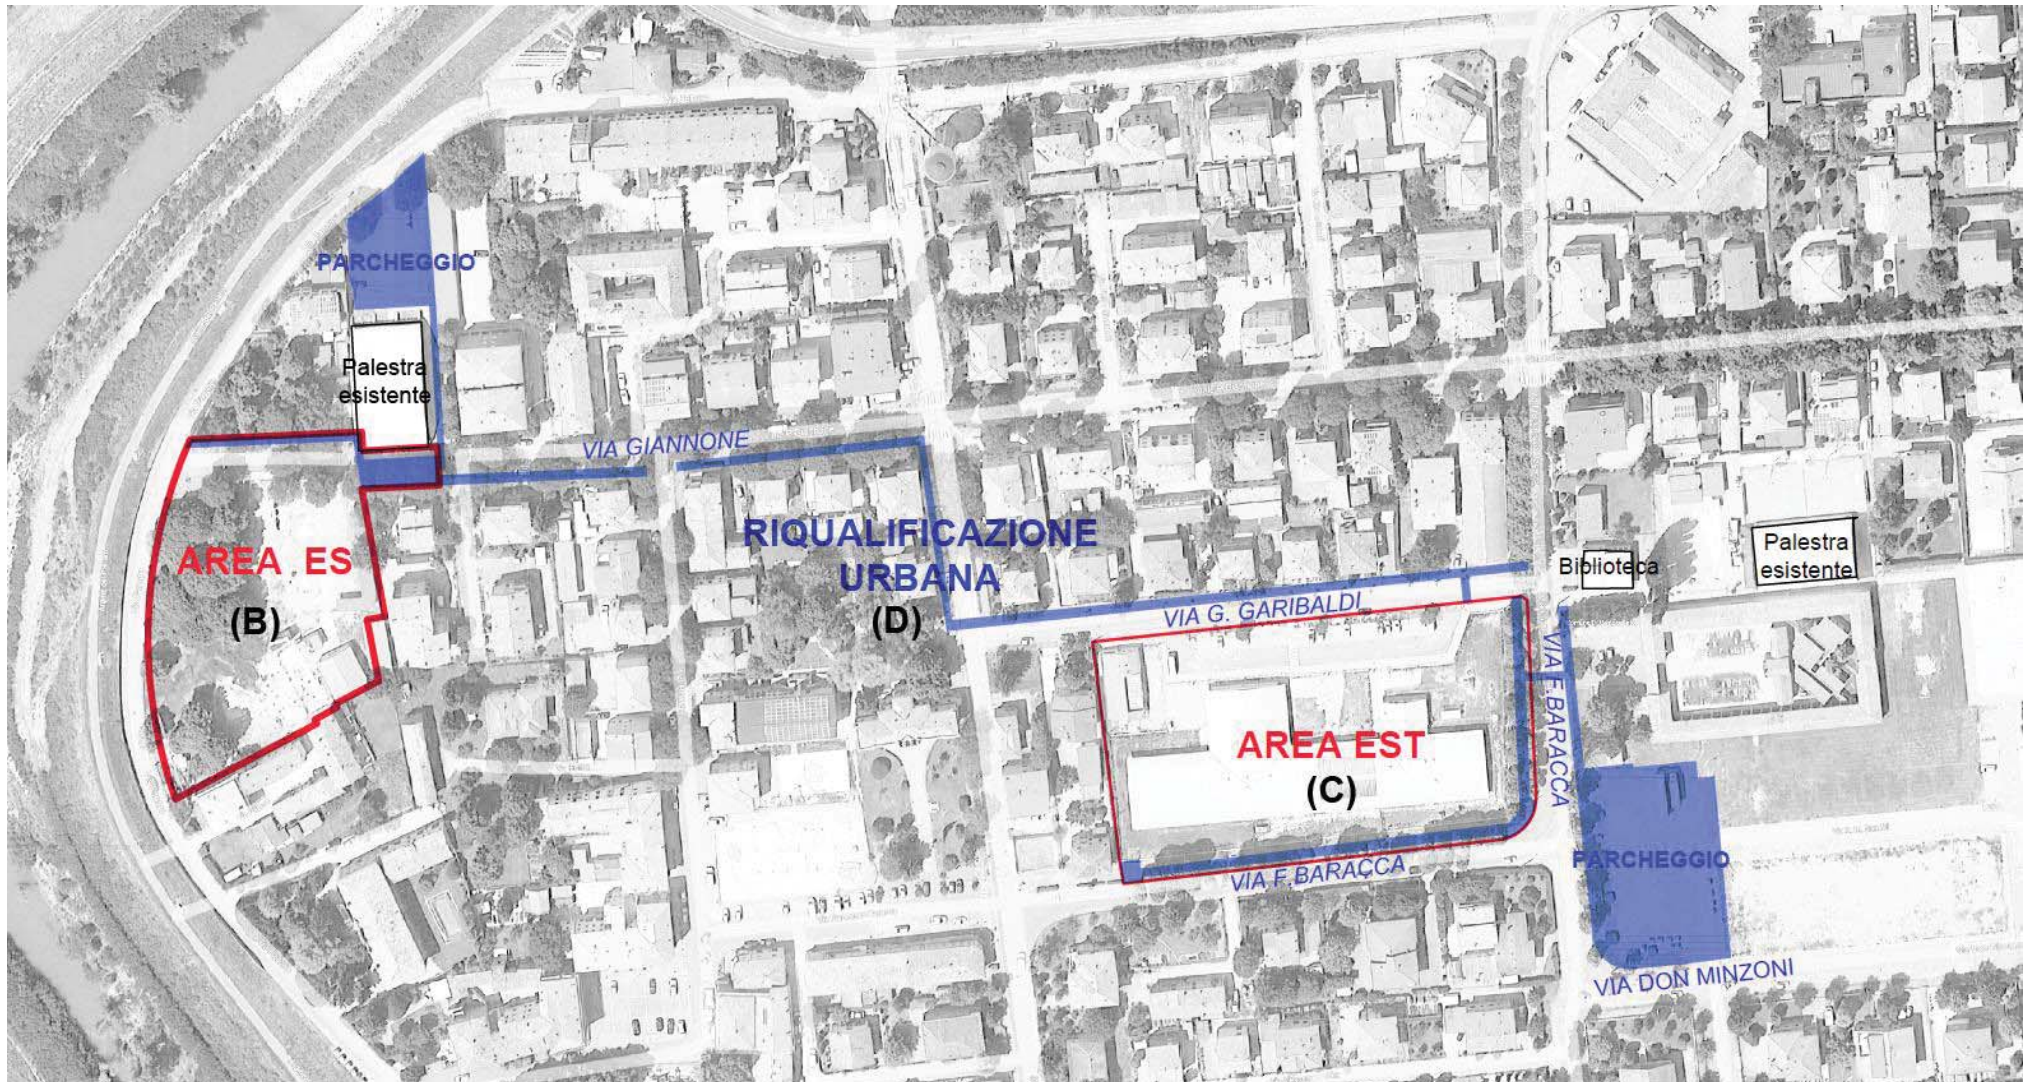 PARCHEGGIO
Palestra
esistente
VIA GIANNONE
AREA ES
(B)
RIQUALIFICAZIONE
URBANA
(D)
VIA G. GARIBALDI
Biblioteca
Palestra
esistente
VIA F.BARACCA
AREA EST
(C)
VIA F.BARACCA
PARCHEGGIO
VIA DON MINZONI